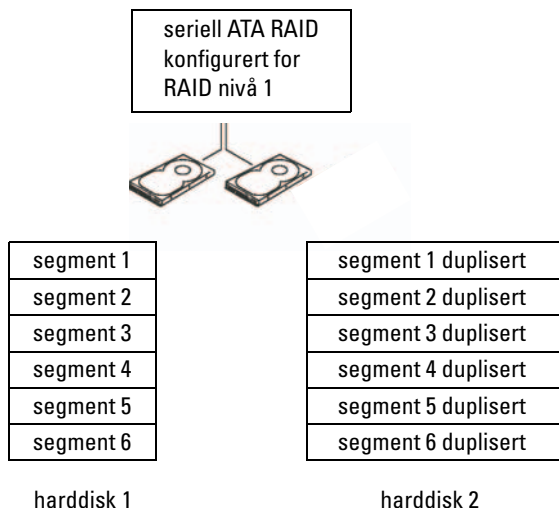 seriell ATA RAID
konfigurert for
RAID nivå 1
segment 1
segment 1 duplisert
segment 2
segment 2 duplisert
segment 3
segment 3 duplisert
segment 4
segment 4 duplisert
segment 5
segment 5 duplisert
segment 6
segment 6 duplisert
harddisk 1
harddisk 2